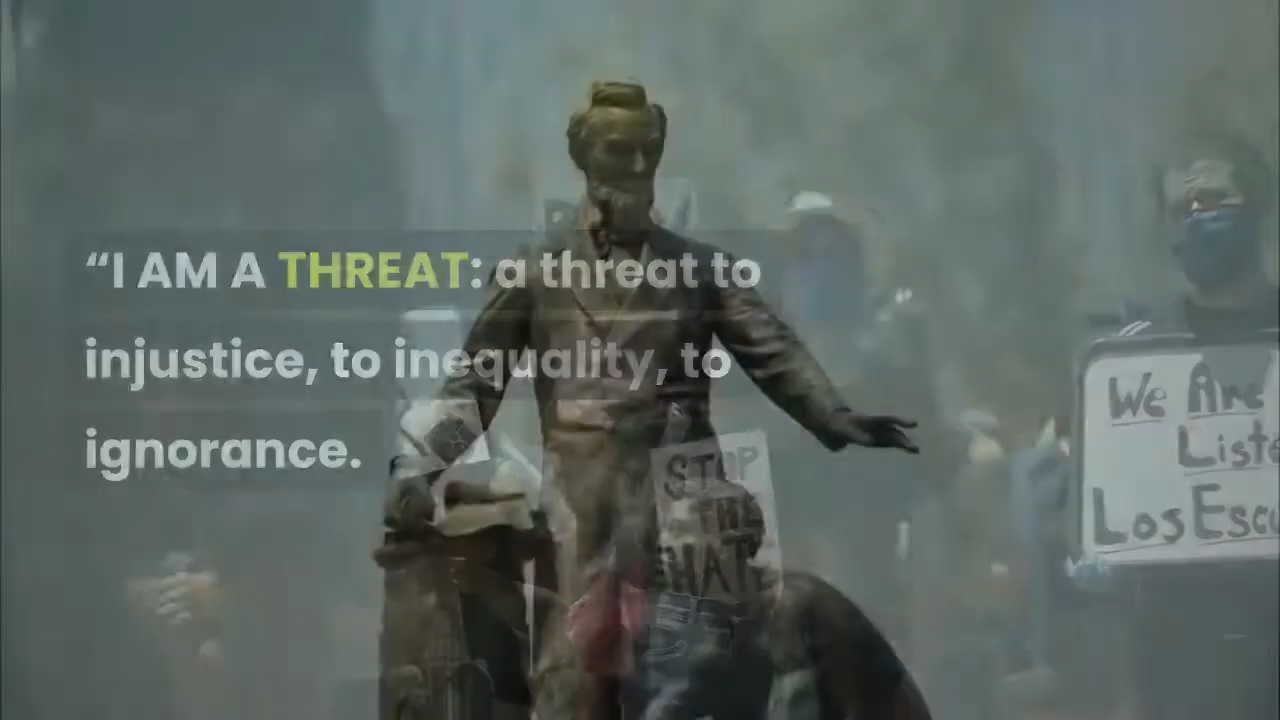 “I AM A THREAT: a threat to
injustice, to inequality, to
ignorance.
STOP
THE
HATE
We Are
Liste
Los Escu